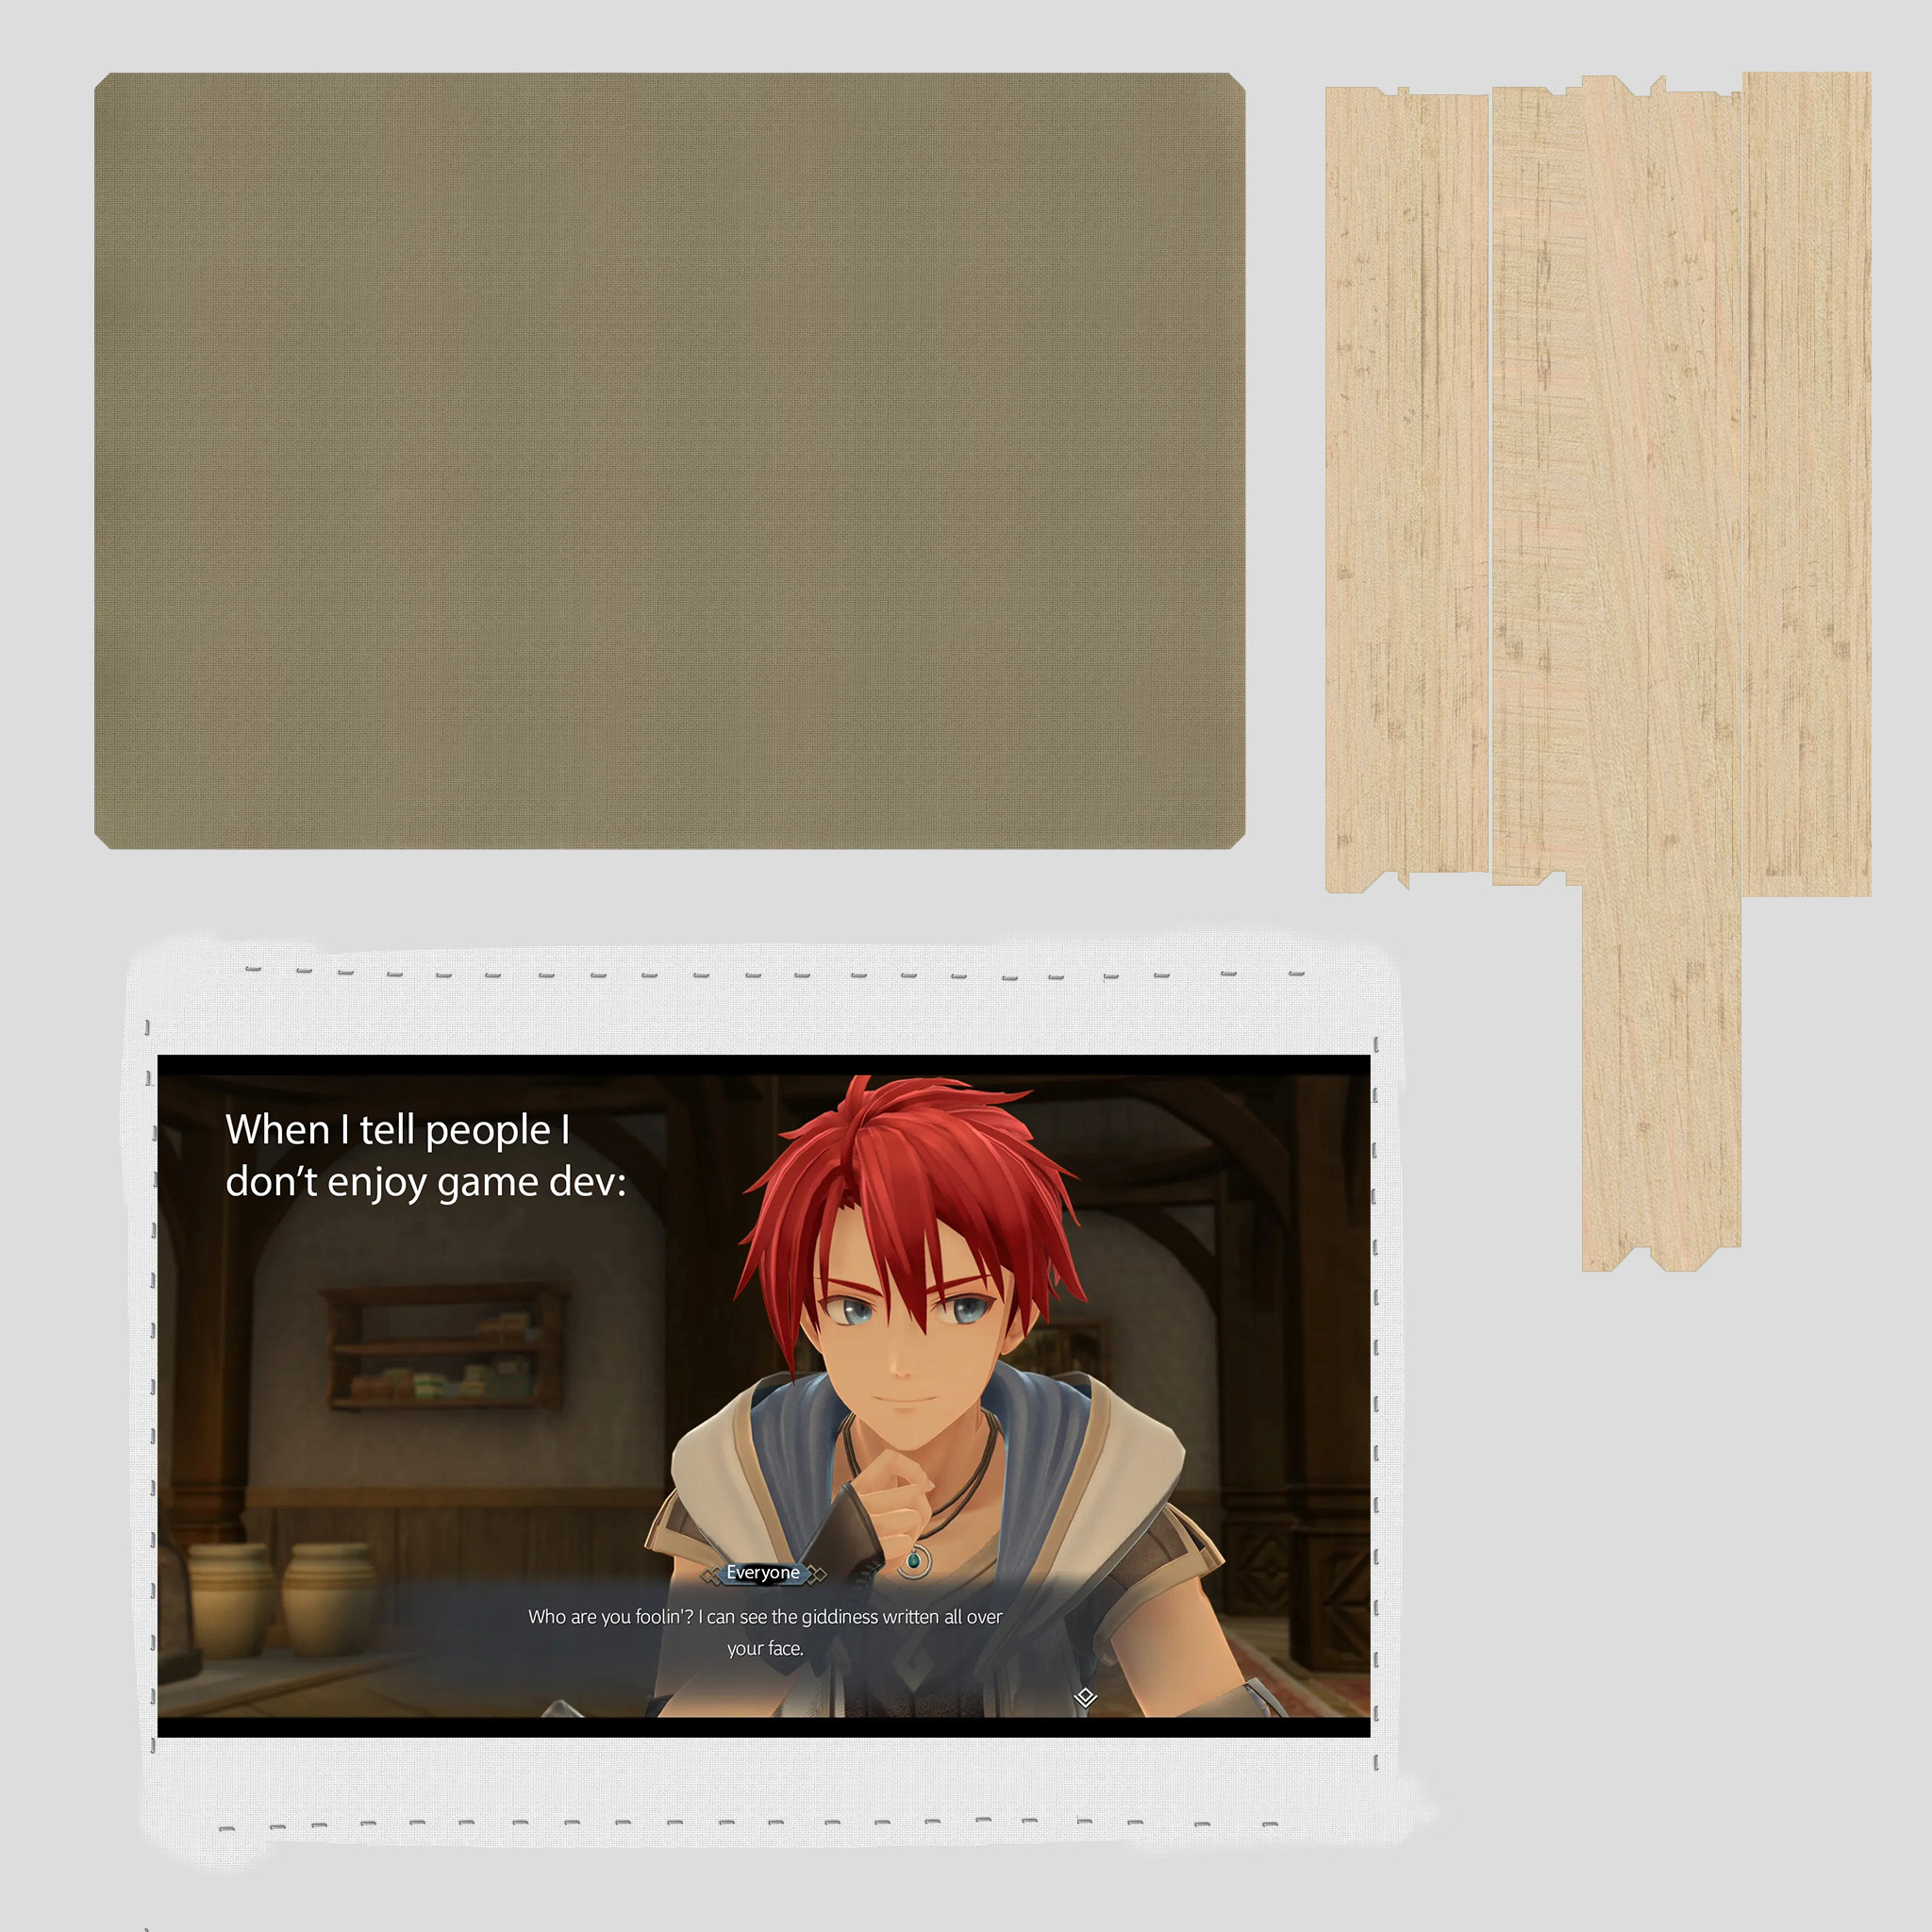 When I tell people I
don’t enjoy game dev:
Everyone
Who are you foolin'? I can see the giddiness written all over
your face.